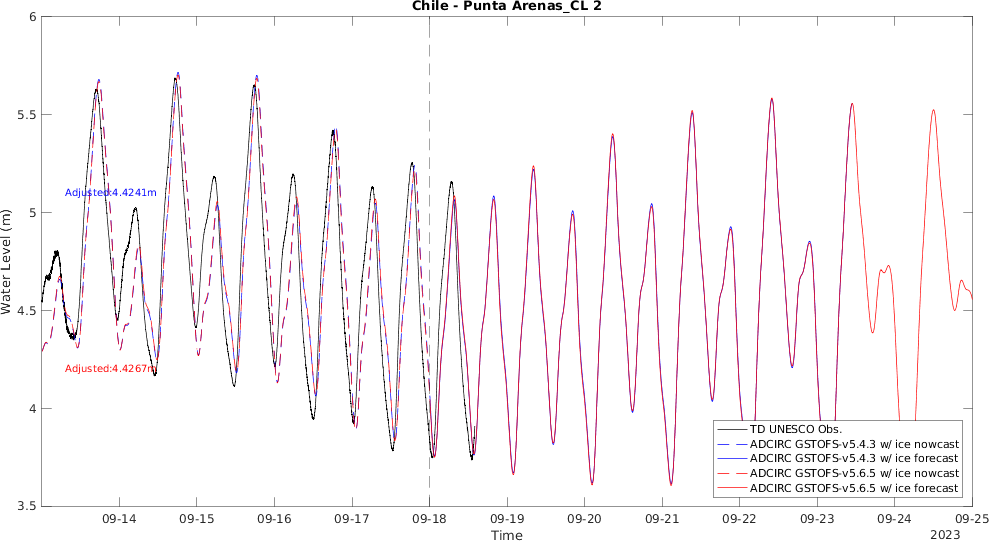 Chile - Punta Arenas_CL 2
6
5.5
5
4.5
4
3.5
Water Level (m)
Adjusted:4.4241m
Adjusted:4.4267m
TD UNESCO Obs.
ADCIRC GSTOFS-v5.4.3 w/ ice nowcast
ADCIRC GSTOFS-v5.4.3 w/ ice forecast
ADCIRC GSTOFS-v5.6.5 w/ ice nowcast
ADCIRC GSTOFS-v5.6.5 w/ ice forecast
09-14 09-15 09-16 09-17 09-18 09-19 09-20 09-21 09-22 09-23 09-24 09-25
Time
2023